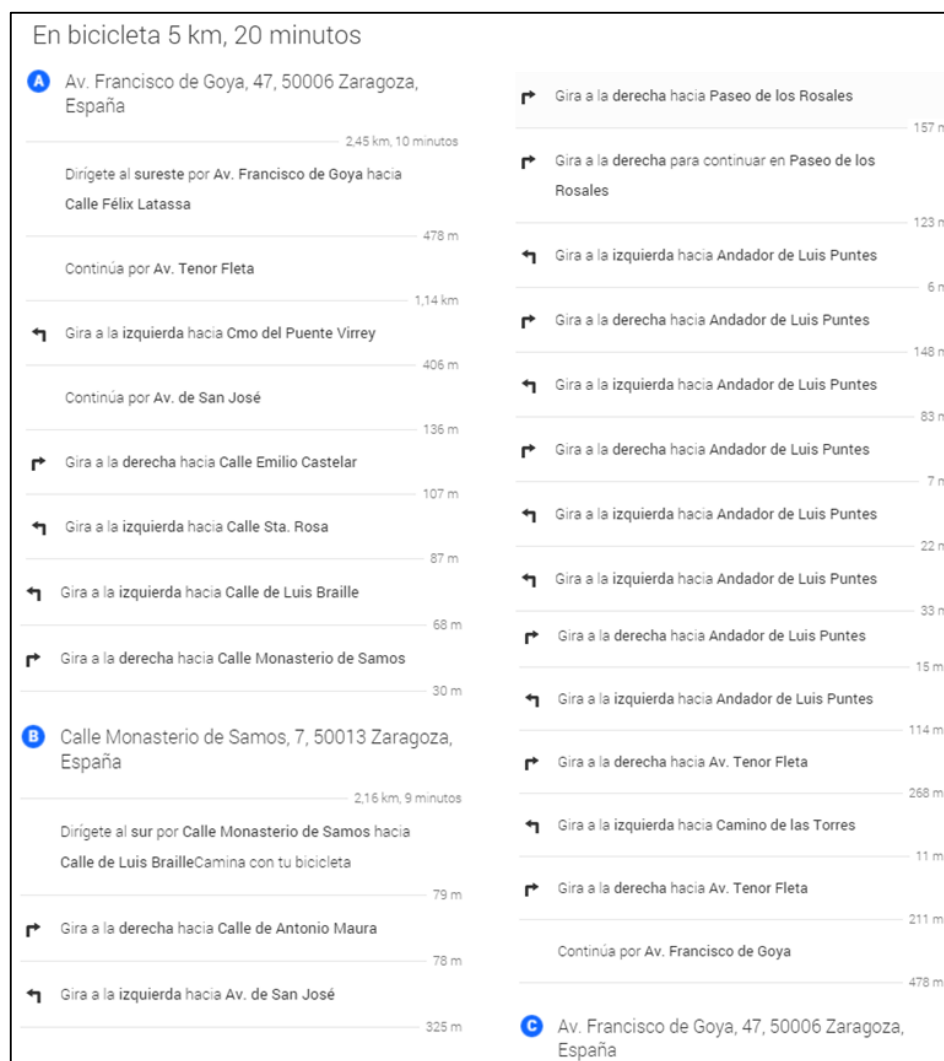 En bicicleta 5 km, 20 minutos
A
Av. Francisco de Goya, 47, 50006 Zaragoza,
España
2,45 km, 10 minutos
Dirígete al sureste por Av. Francisco de Goya hacia
Calle Félix Latassa
478 m
Continúa por Av. Tenor Fleta
1,14 km
Gira a la izquierda hacia Cmo del Puente Virrey
406 m
Continúa por Av. de San José
136 m
Gira a la derecha hacia Calle Emilio Castelar
107 m
Gira a la izquierda hacia Calle Sta. Rosa
87 m
Gira a la izquierda hacia Calle de Luis Braille
68 m
Gira a la derecha hacia Calle Monasterio de Samos
30 m
B
Calle Monasterio de Samos, 7, 50013 Zaragoza,
España
2,16 km, 9 minutos
Dirígete al sur por Calle Monasterio de Samos hacia
Calle de Luis BrailleCamina con tu bicicleta
79 m
Gira a la derecha hacia Calle de Antonio Maura
78 m
Gira a la izquierda hacia Av. de San José
325 m
Gira a la derecha hacia Paseo de los Rosales
157 m
Gira a la derecha para continuar en Paseo de los
Rosales
123 m
Gira a la izquierda hacia Andador de Luis Puntes
6 m
Gira a la derecha hacia Andador de Luis Puntes
148 m
Gira a la izquierda hacia Andador de Luis Puntes
83 m
Gira a la derecha hacia Andador de Luis Puntes
7 m
Gira a la izquierda hacia Andador de Luis Puntes
22 m
Gira a la izquierda hacia Andador de Luis Puntes
33 m
Gira a la derecha hacia Andador de Luis Puntes
15 m
Gira a la izquierda hacia Andador de Luis Puntes
114 m
Gira a la derecha hacia Av. Tenor Fleta
268 m
Gira a la izquierda hacia Camino de las Torres
11 m
Gira a la derecha hacia Av. Tenor Fleta
211 m
Continúa por Av. Francisco de Goya
478 m
C
Av. Francisco de Goya, 47, 50006 Zaragoza,
España